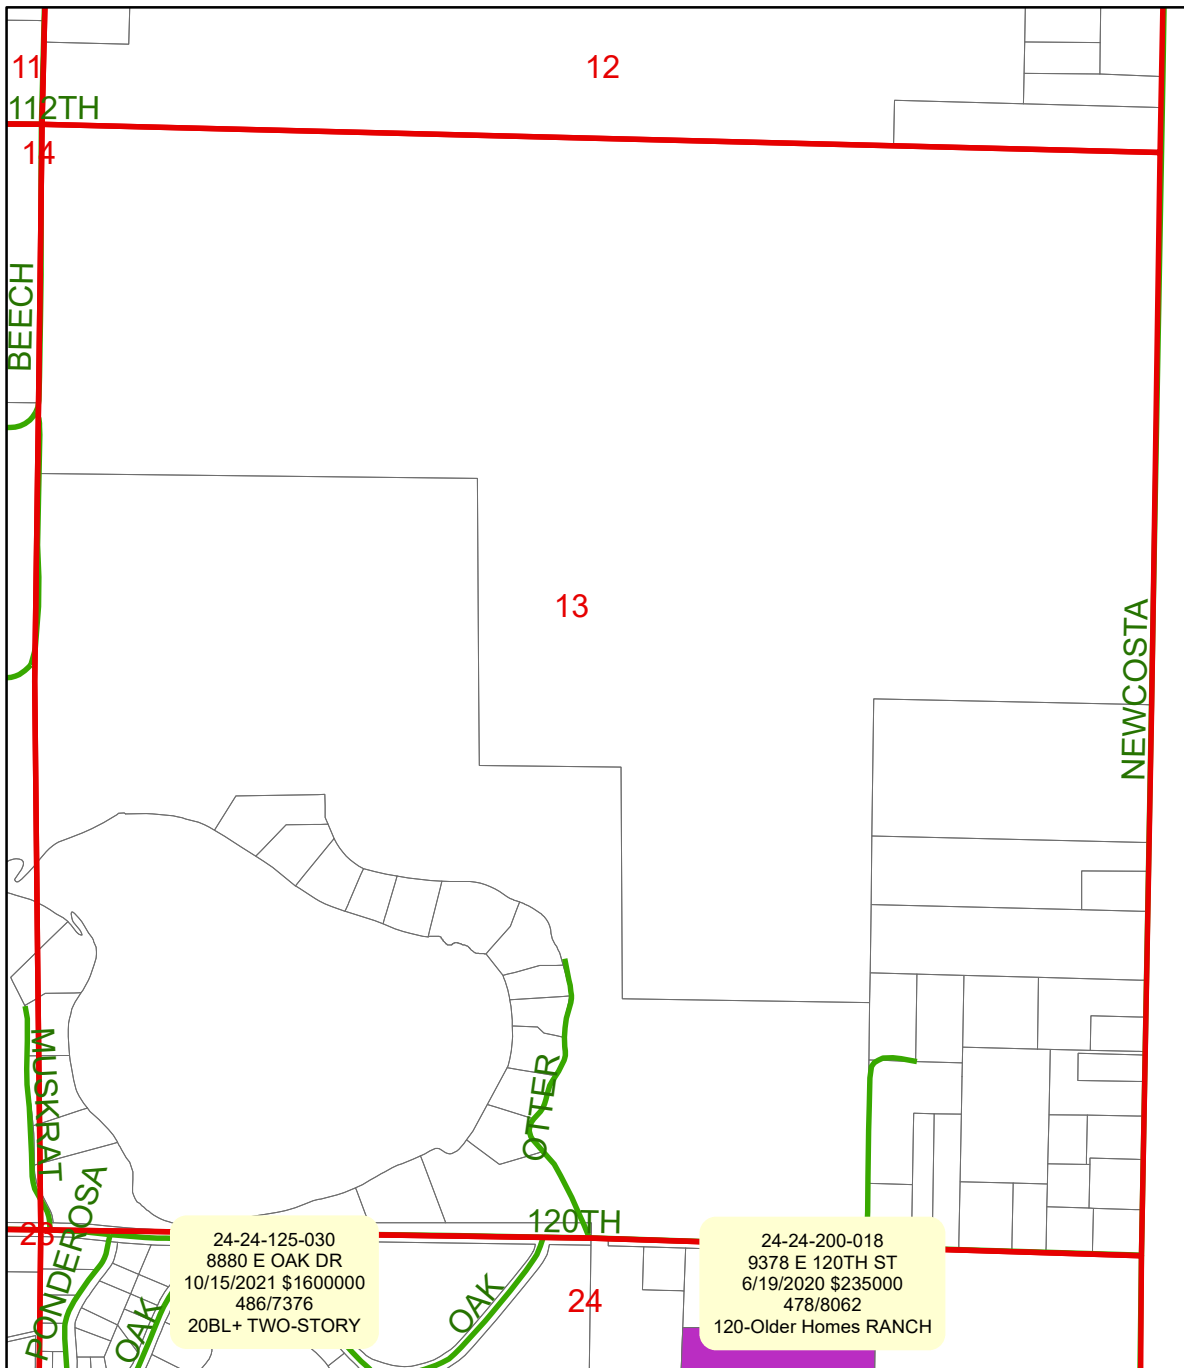 11
12
112TH
14
BEECH
13
NEWCOSTA
MUSKRAT
OTTER
PONDEROSA
120TH
23
24-24-125-030
8880 E OAK DR
10/15/2021 $1600000
486/7376
20BL+ TWO-STORY
24-24-200-018
9378 E 120TH ST
6/19/2020 $235000
478/8062
120-Older Homes RANCH
OAK
OAK
24